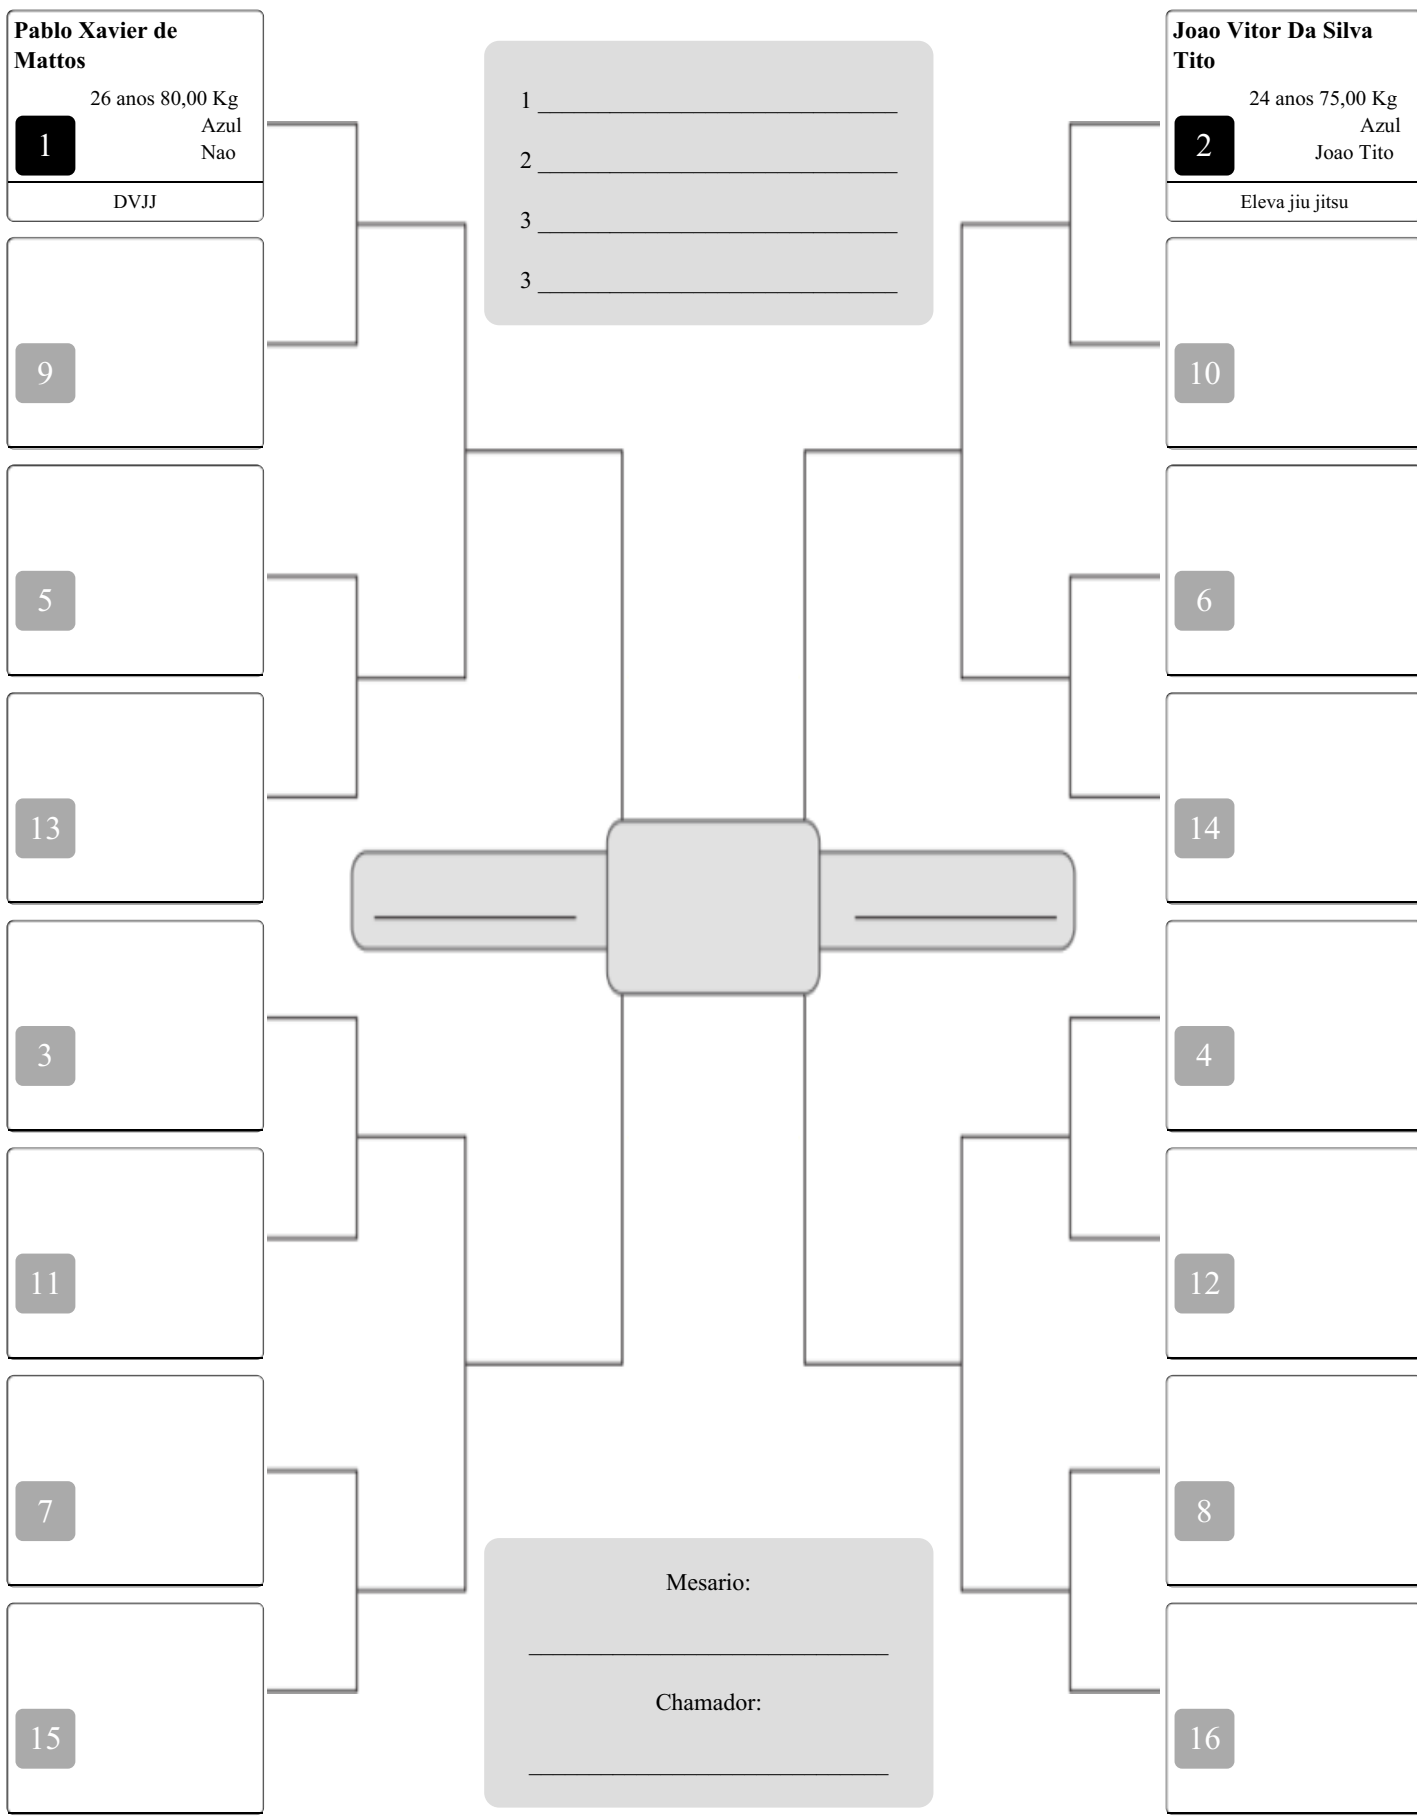 Pablo Xavier de
Mattos
26 anos 80,00 Kg
Azul
1
Nao
DVJJ
9
5
13
3
11
7
15
1 ______________________________
2 ______________________________
3 ______________________________
3 ______________________________
Mesario:
______________________________
Chamador:
______________________________
Joao Vitor Da Silva
Tito
24 anos 75,00 Kg
Azul
2
Joao Tito
Eleva jiu jitsu
10
6
14
4
12
8
16